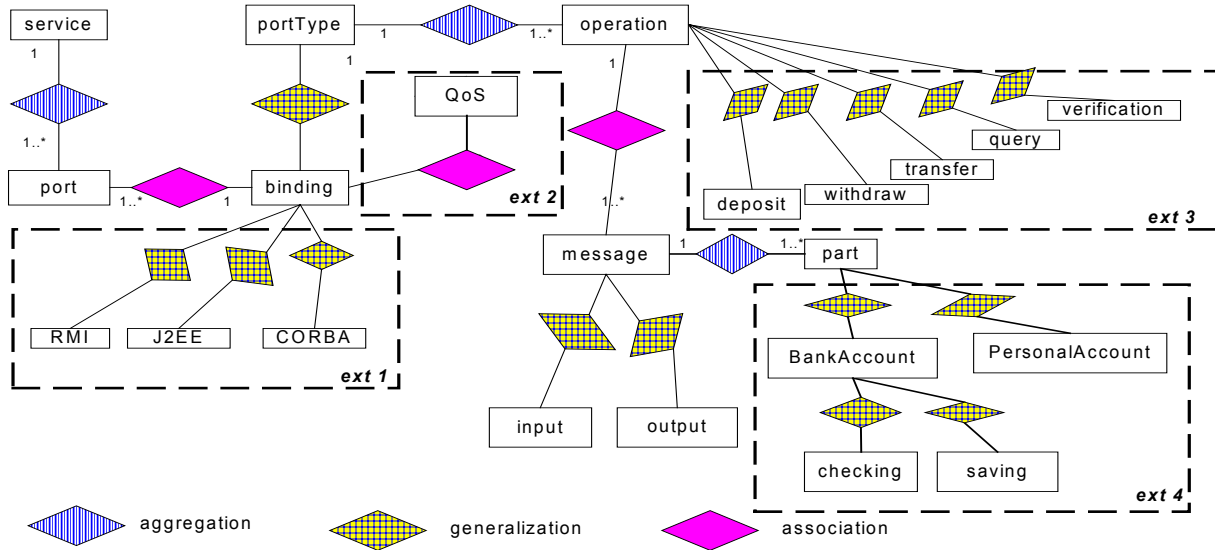 service
portType
operation
1
1
1..*
1
1
QoS
verification
query
1..*
transfer
port
binding
1..*
1
ext 2
1..*
deposit
withdraw
ext 3
message
1
1..*
part
RMI
J2EE
CORBA
BankAccount
PersonalAccount
ext 1
input
output
checking
saving
ext 4
aggregation
generalization
association